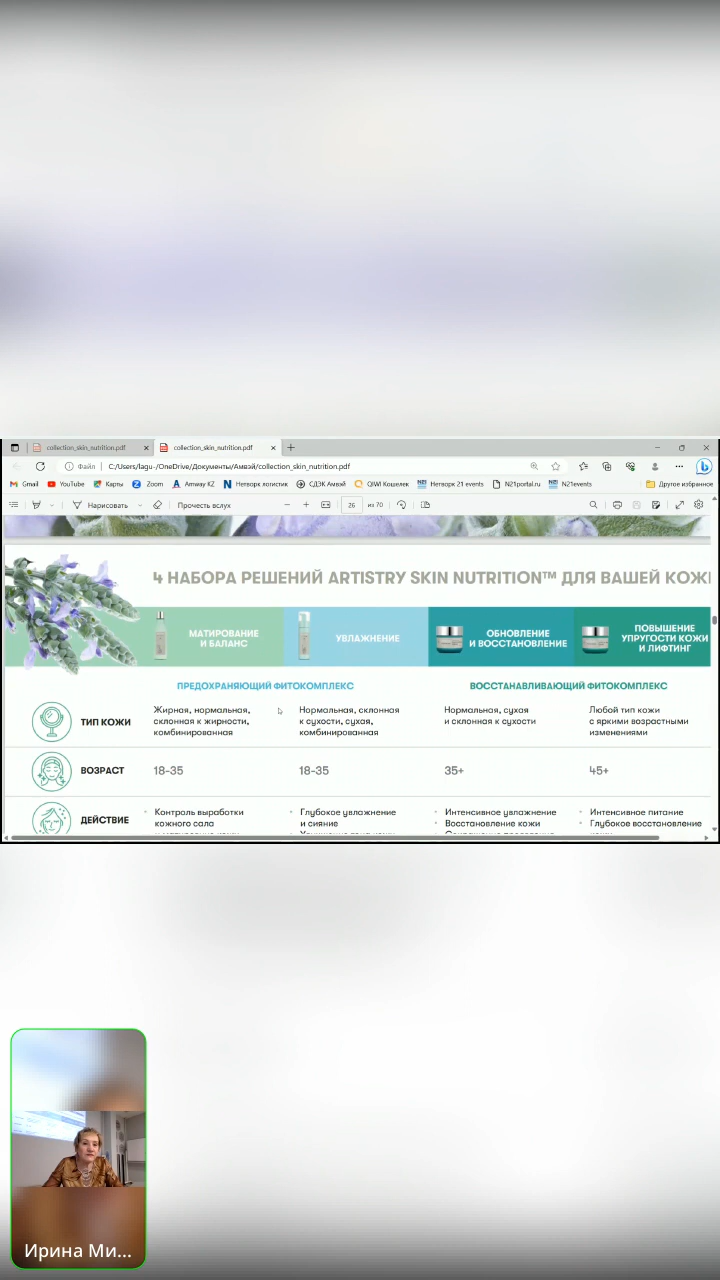 collection_skin_nutrition.pdf
collection_skin_nutrition.pdf
Файл
C:/Users/lagu-/OneDrive/Документы/Амвэй/collection_skin_nutrition.pdf
Gmail YouTube Карты Zoom Amway KZ Нетворк логистик СДЭК Амвэй QIWI Кошелек Нетворк 21 events N21portal.ru N21events Другое избранное
Нарисовать Прочесть вслух 26 из 70
4 НАБОРА РЕШЕНИЙ ARTISTRY SKIN NUTRITION™ ДЛЯ ВАШЕЙ КОЖИ
МАТИРОВАНИЕ
И БАЛАНС
УВЛАЖНЕНИЕ
ОБНОВЛЕНИЕ
И ВОССТАНОВЛЕНИЕ
ПОВЫШЕНИЕ
УПРУГОСТИ КОЖИ
И ЛИФТИНГ
ПРЕДОХРАНЯЮЩИЙ ФИТОКОМПЛЕКС
ВОССТАНАВЛИВАЮЩИЙ ФИТОКОМПЛЕКС
ТИП КОЖИ
Жирная, нормальная,
склонная к жирности,
комбинированная
Нормальная, склонная
к сухости, сухая,
комбинированная
Нормальная, сухая
и склонная к сухости
Любой тип кожи
с яркими возрастными
изменениями
ВОЗРАСТ
18-35
18-35
35+
45+
ДЕЙСТВИЕ
Контроль выработки
кожного сала
Глубокое увлажнение
и сияние
Интенсивное увлажнение
Восстановление кожи
Интенсивное питание
Глубокое восстановление
Ирина Ми...